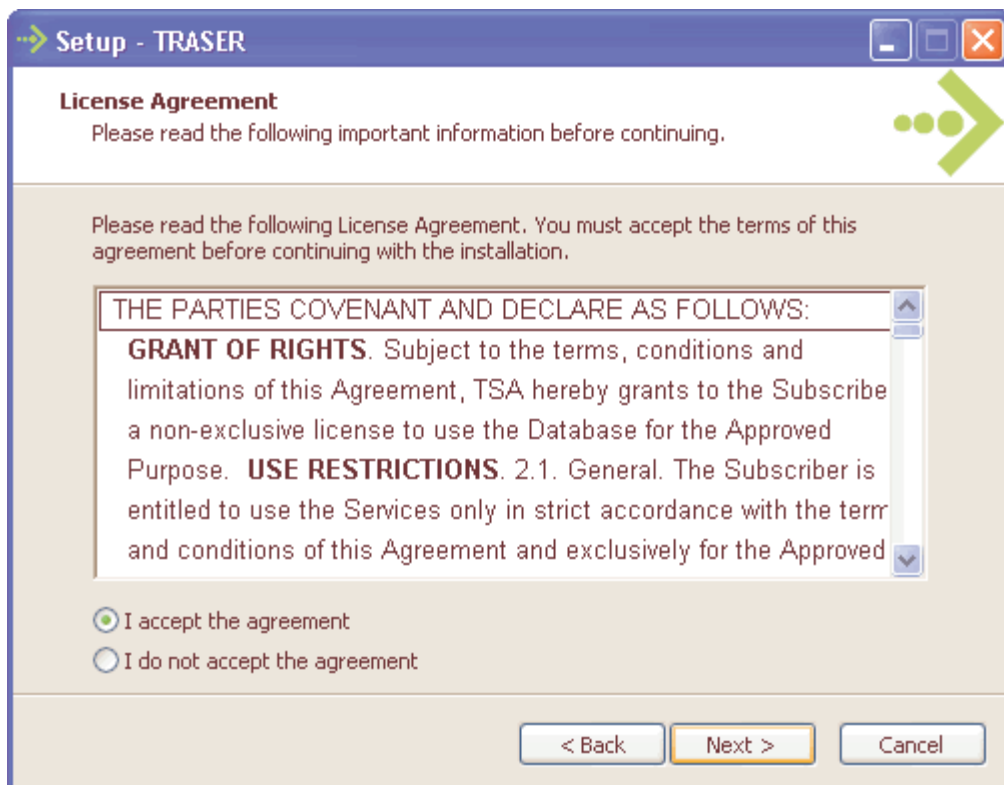 Setup - TRASER
License Agreement
Please read the following important information before continuing.
Please read the following License Agreement. You must accept the terms of this
agreement before continuing with the installation.
THE PARTIES COVENANT AND DECLARE AS FOLLOWS:
GRANT OF RIGHTS. Subject to the terms, conditions and
limitations of this Agreement, TSA hereby grants to the Subscribe
a non-exclusive license to use the Database for the Approved
Purpose. USE RESTRICTIONS. 2.1. General. The Subscriber is
entitled to use the Services only in strict accordance with the term
and conditions of this Agreement and exclusively for the Approved
I accept the agreement
I do not accept the agreement
< Back Next > Cancel